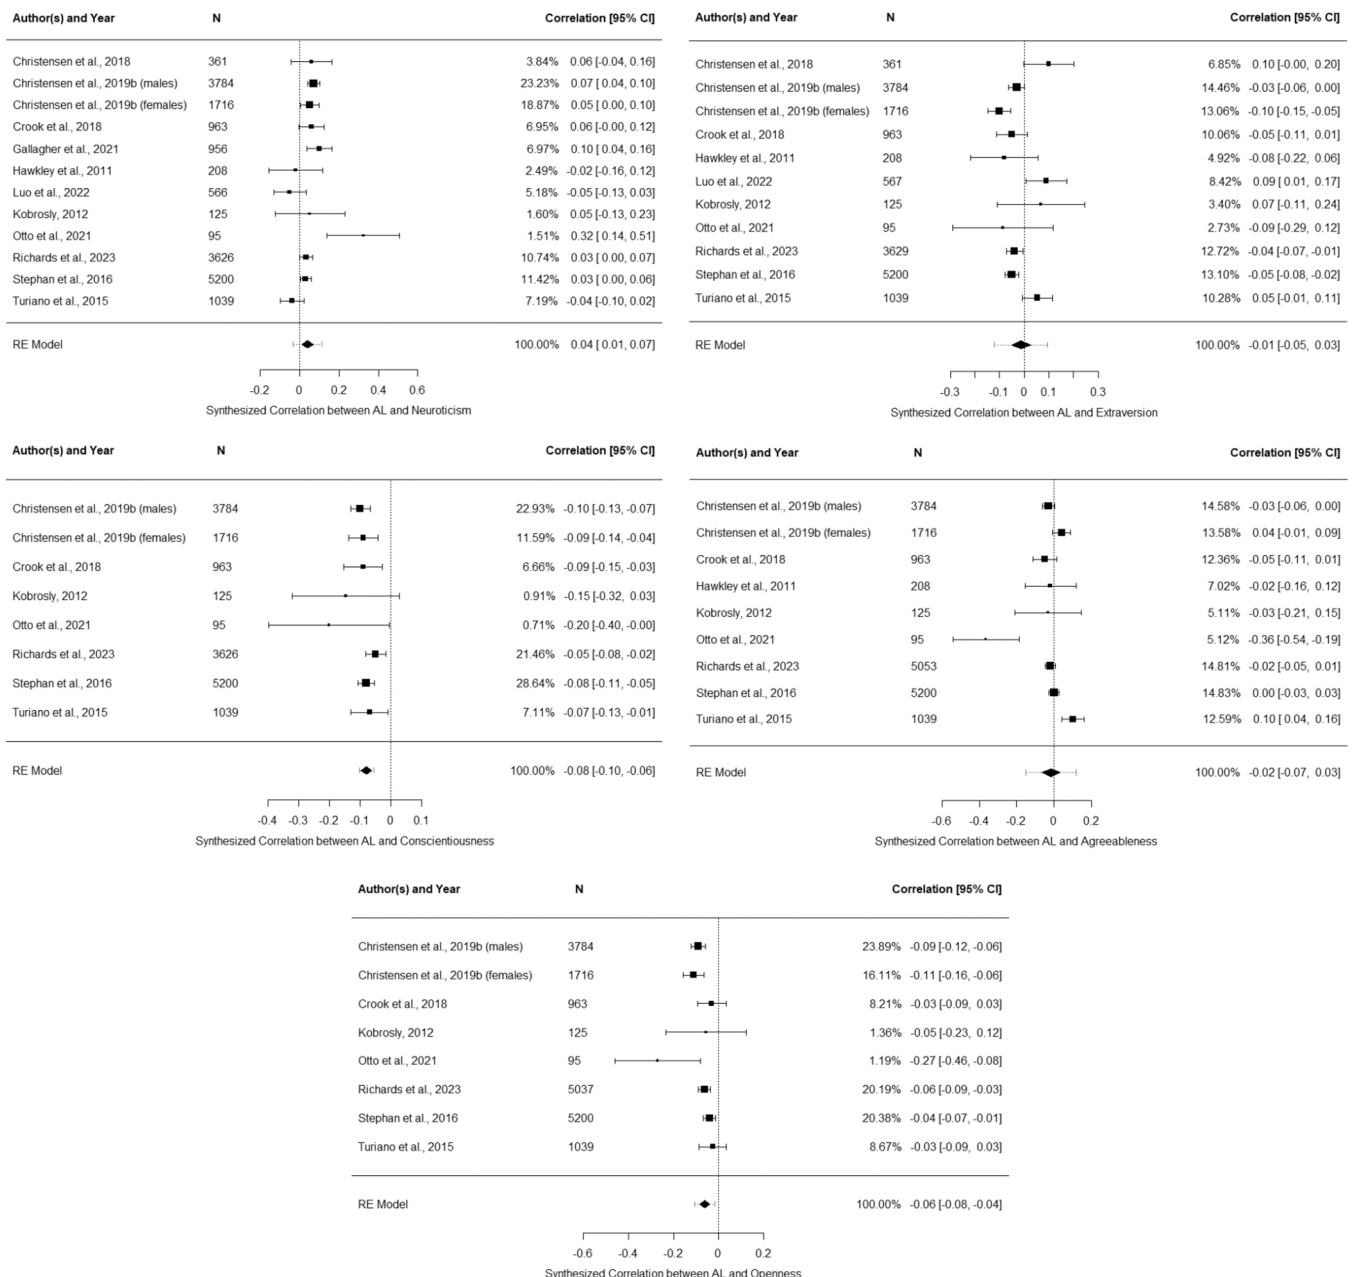 Author(s) and Year N Correlation [95% CI]
Christensen et al., 2018 361 3.84% 0.06 [-0.04, 0.16]
Christensen et al., 2019b (males) 3784 23.23% 0.07 [ 0.04, 0.10]
Christensen et al., 2019b (females) 1716 18.87% 0.05 [ 0.00, 0.10]
Crook et al., 2018 963 6.95% 0.06 [-0.00, 0.12]
Gallagher et al., 2021 956 6.97% 0.10 [ 0.04, 0.16]
Hawkley et al., 2011 208 2.49% -0.02 [-0.16, 0.12]
Luo et al., 2022 566 5.18% -0.05 [-0.13, 0.03]
Kobrosly, 2012 125 1.60% 0.05 [-0.13, 0.23]
Otto et al., 2021 95 1.51% 0.32 [ 0.14, 0.51]
Richards et al., 2023 3626 10.74% 0.03 [ 0.00, 0.07]
Stephan et al., 2016 5200 11.42% 0.03 [ 0.00, 0.06]
Turiano et al., 2015 1039 7.19% -0.04 [-0.10, 0.02]
RE Model 100.00% 0.04 [ 0.01, 0.07]
-0.2 0 0.2 0.4 0.6
Synthesized Correlation between AL and Neuroticism
Author(s) and Year N Correlation [95% CI]
Christensen et al., 2018 361 6.85% 0.10 [-0.00, 0.20]
Christensen et al., 2019b (males) 3784 14.46% -0.03 [-0.06, 0.00]
Christensen et al., 2019b (females) 1716 13.06% -0.10 [-0.15, -0.05]
Crook et al., 2018 963 10.06% -0.05 [-0.11, 0.01]
Hawkley et al., 2011 208 4.92% -0.08 [-0.22, 0.06]
Luo et al., 2022 567 8.42% 0.09 [ 0.01, 0.17]
Kobrosly, 2012 125 3.40% 0.07 [-0.11, 0.24]
Otto et al., 2021 95 2.73% -0.09 [-0.29, 0.12]
Richards et al., 2023 3629 12.72% -0.04 [-0.07, -0.01]
Stephan et al., 2016 5200 13.10% -0.05 [-0.08, -0.02]
Turiano et al., 2015 1039 10.28% 0.05 [-0.01, 0.11]
RE Model 100.00% -0.01 [-0.05, 0.03]
-0.3 -0.1 0 0.1 0.3
Synthesized Correlation between AL and Extraversion
Author(s) and Year N Correlation [95% CI]
Christensen et al., 2019b (males) 3784 22.93% -0.10 [-0.13, -0.07]
Christensen et al., 2019b (females) 1716 11.59% -0.09 [-0.14, -0.04]
Crook et al., 2018 963 6.66% -0.09 [-0.15, -0.03]
Kobrosly, 2012 125 0.91% -0.15 [-0.32, 0.03]
Otto et al., 2021 95 0.71% -0.20 [-0.40, -0.00]
Richards et al., 2023 3626 21.46% -0.05 [-0.08, -0.02]
Stephan et al., 2016 5200 28.64% -0.08 [-0.11, -0.05]
Turiano et al., 2015 1039 7.11% -0.07 [-0.13, -0.01]
RE Model 100.00% -0.08 [-0.10, -0.06]
-0.4 -0.3 -0.2 -0.1 0 0.1
Synthesized Correlation between AL and Conscientiousness
Author(s) and Year N Correlation [95% CI]
Christensen et al., 2019b (males) 3784 14.58% -0.03 [-0.06, 0.00]
Christensen et al., 2019b (females) 1716 13.58% 0.04 [-0.01, 0.09]
Crook et al., 2018 963 12.36% -0.05 [-0.11, 0.01]
Hawkley et al., 2011 208 7.02% -0.02 [-0.16, 0.12]
Kobrosly, 2012 125 5.11% -0.03 [-0.21, 0.15]
Otto et al., 2021 95 5.12% -0.36 [-0.54, -0.19]
Richards et al., 2023 5053 14.81% -0.02 [-0.05, 0.01]
Stephan et al., 2016 5200 14.83% 0.00 [-0.03, 0.03]
Turiano et al., 2015 1039 12.59% 0.10 [ 0.04, 0.16]
RE Model 100.00% -0.02 [-0.07, 0.03]
-0.6 -0.4 -0.2 0 0.2
Synthesized Correlation between AL and Agreeableness
Author(s) and Year N Correlation [95% CI]
Christensen et al., 2019b (males) 3784 23.89% -0.09 [-0.12, -0.06]
Christensen et al., 2019b (females) 1716 16.11% -0.11 [-0.16, -0.06]
Crook et al., 2018 963 8.21% -0.03 [-0.09, 0.03]
Kobrosly, 2012 125 1.36% -0.05 [-0.23, 0.12]
Otto et al., 2021 95 1.19% -0.27 [-0.46, -0.08]
Richards et al., 2023 5037 20.19% -0.06 [-0.09, -0.03]
Stephan et al., 2016 5200 20.38% -0.04 [-0.07, -0.01]
Turiano et al., 2015 1039 8.67% -0.03 [-0.09, 0.03]
RE Model 100.00% -0.06 [-0.08, -0.04]
-0.6 -0.4 -0.2 0 0.2
Synthesized Correlation between AL and Openness